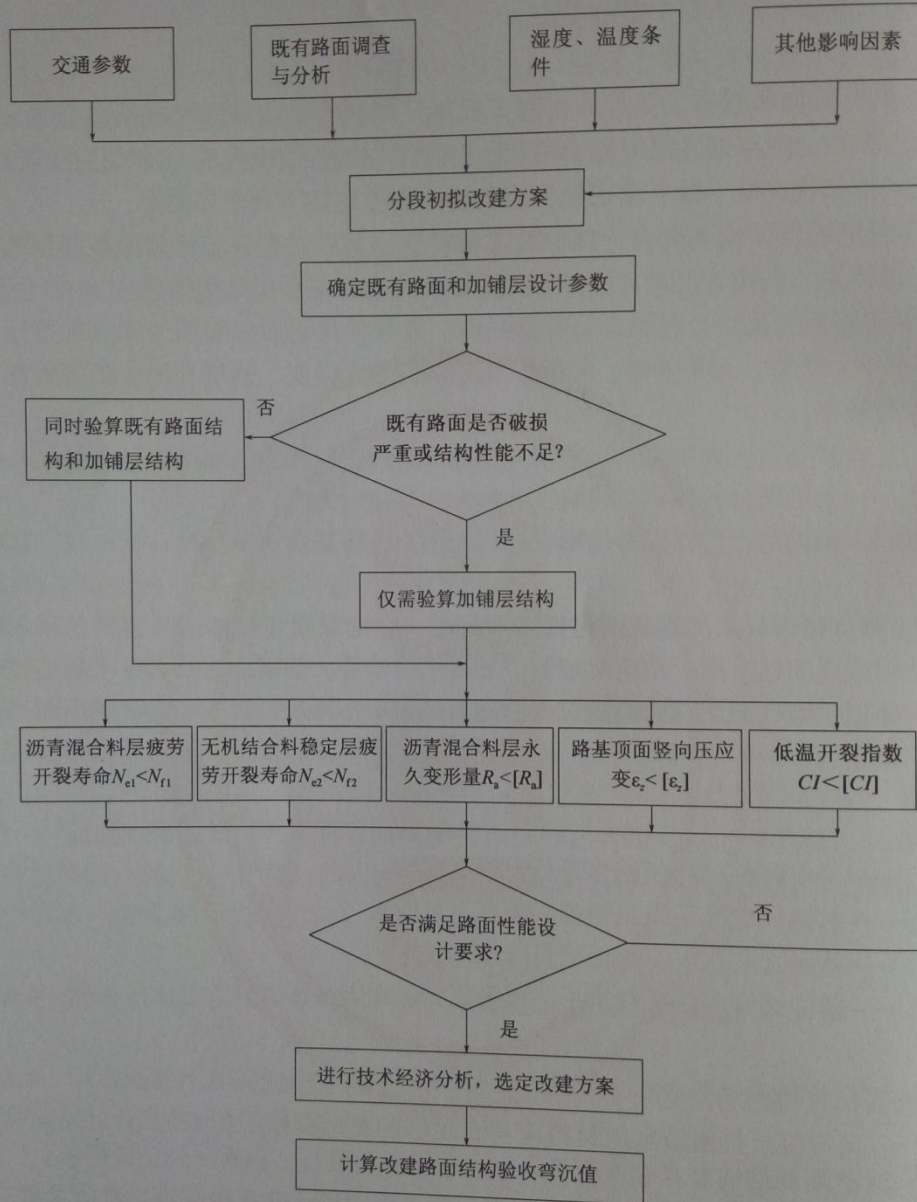 交通参数
既有路面调查
与分析
湿度、温度条
件
其他影响因素
分段初拟改建方案
确定既有路面和加铺层设计参数
既有路面是否破损
严重或结构性能不足?
否
同时验算既有路面结
构和加铺层结构
是
仅需验算加铺层结构
沥青混合料层疲劳
开裂寿命Ne1<Nf1
无机结合料稳定层疲
劳开裂寿命Ne2<Nf2
沥青混合料层永
久变形量Ra<[Ra]
路基顶面竖向压应
变εz<[εz]
低温开裂指数
CI<[CI]
是否满足路面性能设
计要求?
否
是
进行技术经济分析，选定改建方案
计算改建路面结构验收弯沉值